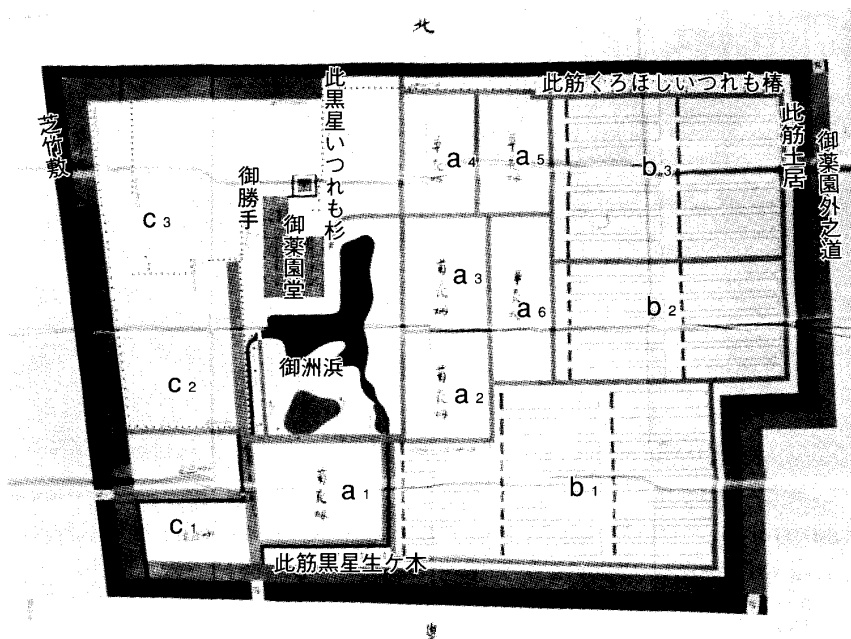 北
此筋くろほしいつれも椿
此黒星いつれも杉
芝竹敷
此筋土居
御薬園外之道
御勝手
御薬園堂
御洲浜
a₄
a₅
b₃
c₃
a₃
a₆
b₂
c₂
a₂
a₁
b₁
c₁
此筋黒星生ケ木